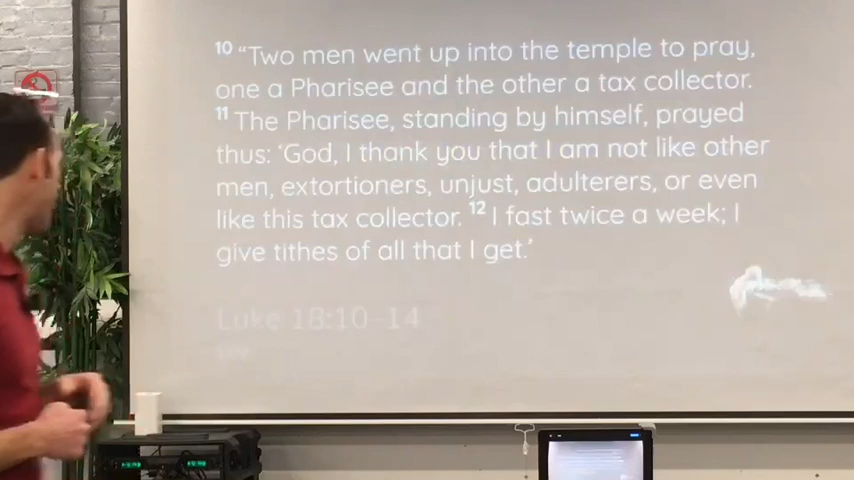 10 “Two men went up into the temple to pray,
one a Pharisee and the other a tax collector.
11 The Pharisee, standing by himself, prayed
thus: ‘God, I thank you that I am not like other
men, extortioners, unjust, adulterers, or even
like this tax collector. 12 I fast twice a week; I
give tithes of all that I get.’
Luke 18:10–14